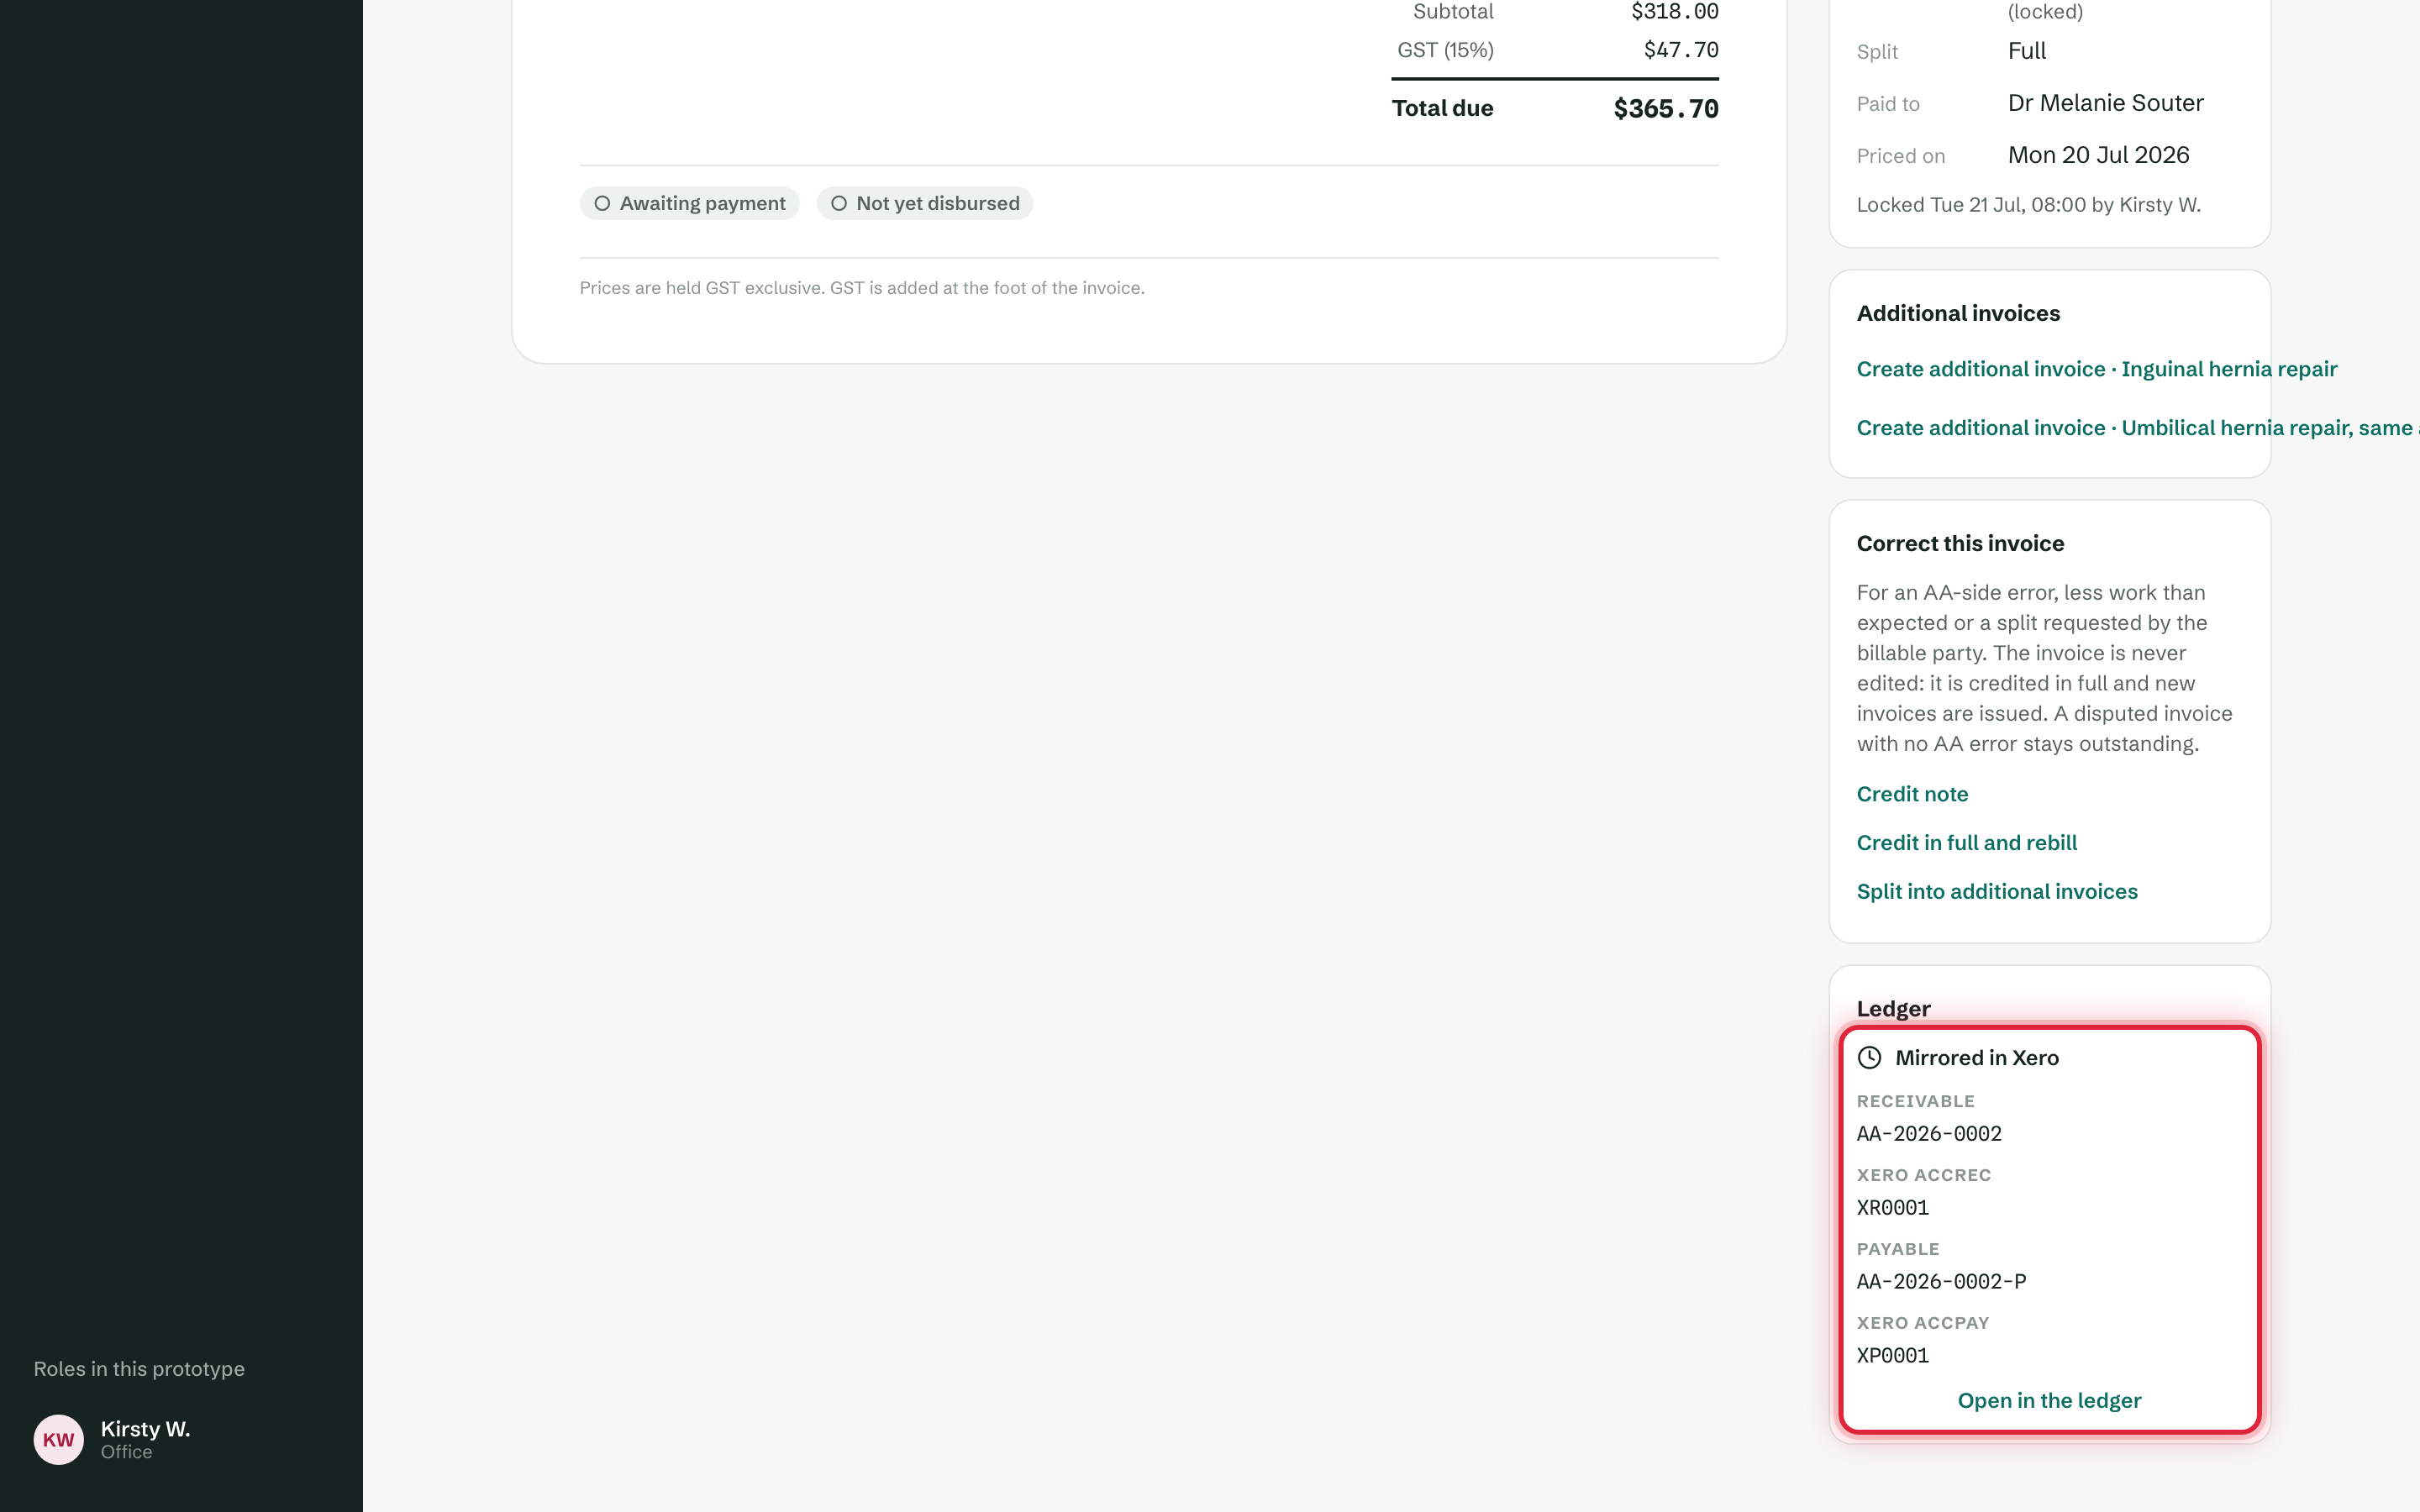 Subtotal $318.00
GST (15%) $47.70
Total due $365.70
Awaiting payment Not yet disbursed
Prices are held GST exclusive. GST is added at the foot of the invoice.
(locked)
Split Full
Paid to Dr Melanie Souter
Priced on Mon 20 Jul 2026
Locked Tue 21 Jul, 08:00 by Kirsty W.
Additional invoices
Create additional invoice · Inguinal hernia repair
Create additional invoice · Umbilical hernia repair, same
Correct this invoice
For an AA-side error, less work than
expected or a split requested by the
billable party. The invoice is never
edited: it is credited in full and new
invoices are issued. A disputed invoice
with no AA error stays outstanding.
Credit note
Credit in full and rebill
Split into additional invoices
Ledger
Mirrored in Xero
RECEIVABLE
AA-2026-0002
XERO ACCREC
XR0001
PAYABLE
AA-2026-0002-P
XERO ACCPAY
XP0001
Open in the ledger
Roles in this prototype
KW
Kirsty W.
Office